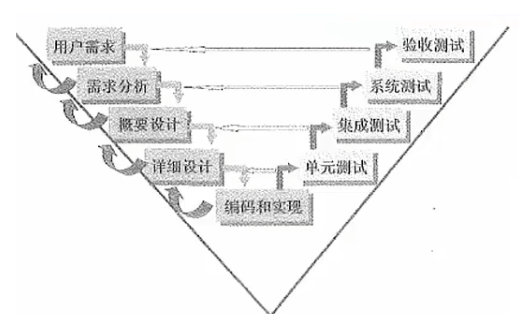 用户需求
验收测试
需求分析
系统测试
概要设计
集成测试
详细设计
单元测试
编码和实现